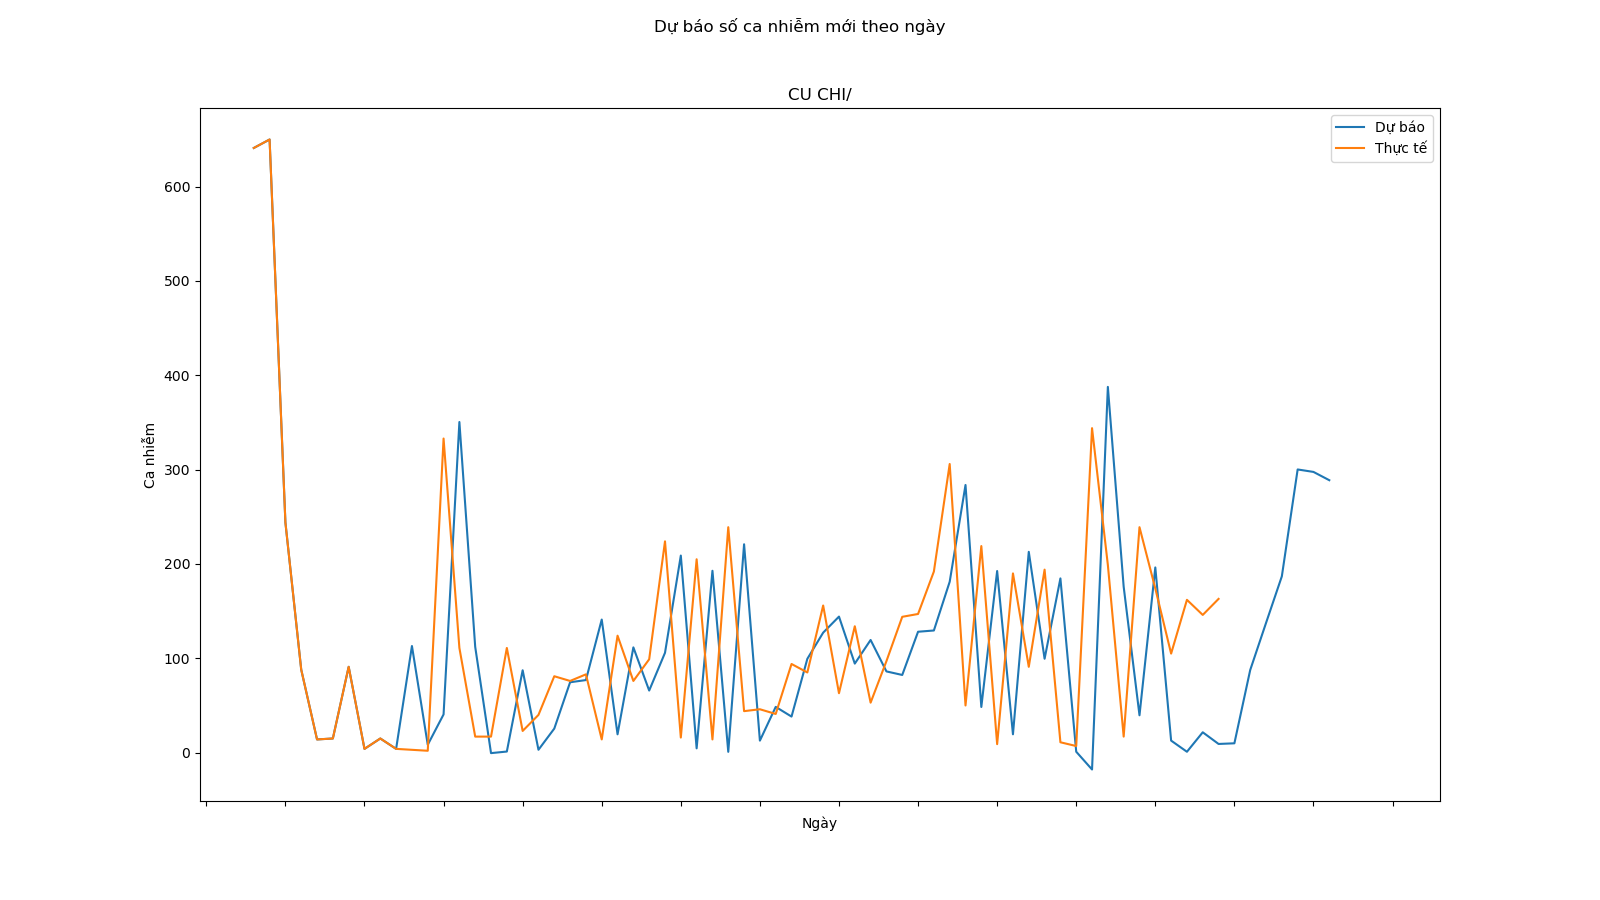 Dự báo số ca nhiễm mới theo ngày
CU CHI/
Dự báo
Thực tế
600
500
400
300
200
100
0
Ca nhiễm
Ngày